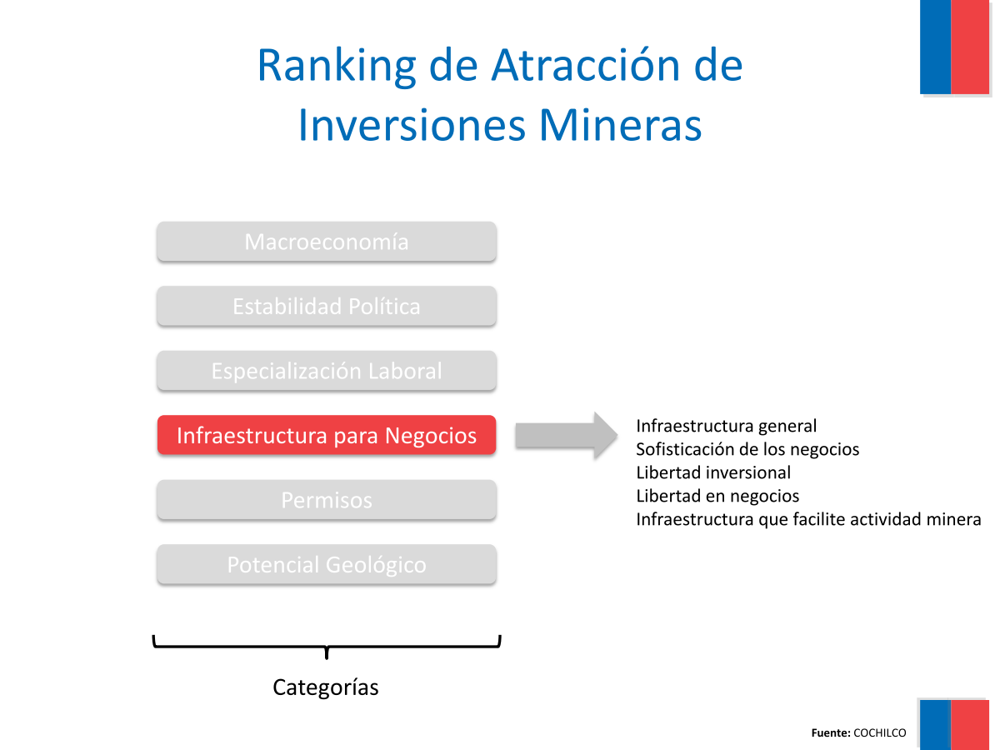 Ranking de Atracción de
Inversiones Mineras
Macroeconomía
Estabilidad Política
Especialización Laboral
Infraestructura para Negocios
Infraestructura general
Sofisticación de los negocios
Libertad inversional
Libertad en negocios
Infraestructura que facilite actividad minera
Permisos
Potencial Geológico
Categorías
Fuente: COCHILCO